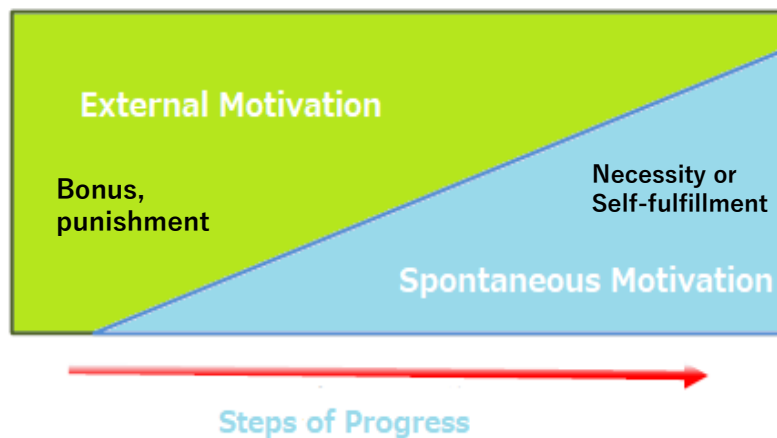 External Motivation
Bonus,
punishment
Necessity or
Self-fulfillment
Spontaneous Motivation
Steps of Progress